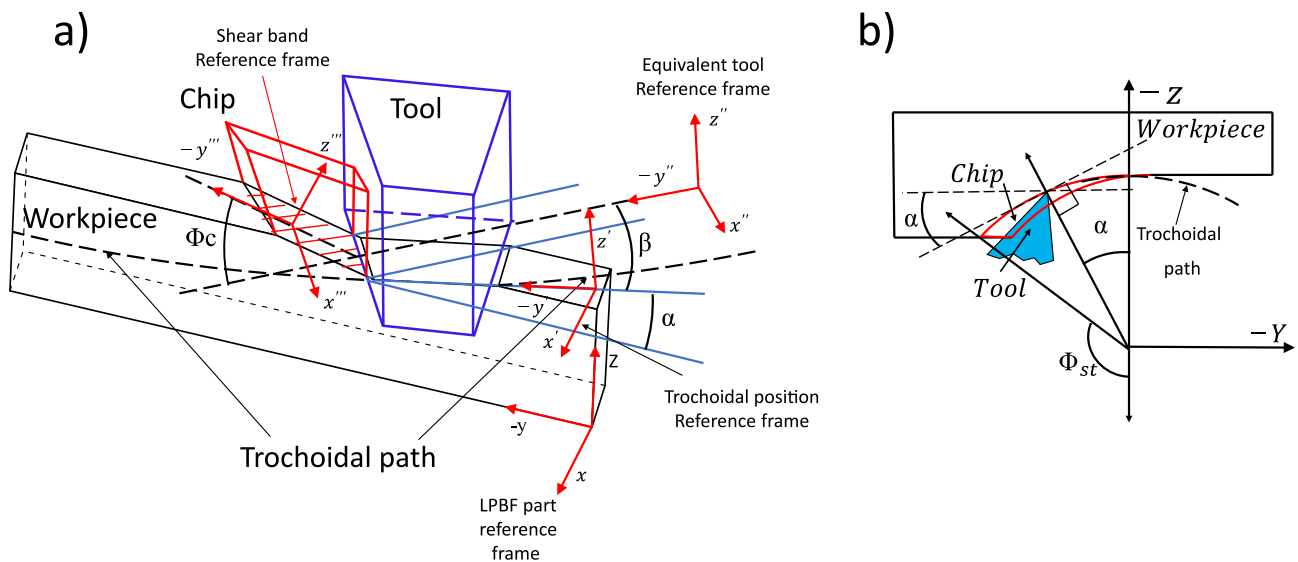 a)
Shear band
Reference frame
Chip
Tool
Equivalent tool
Reference frame
z''
−y''
x''
−y'''
z'''
Workpiece
Φc
x'''
z'
β
−y'
x'
α
Z
Trochoidal position
Reference frame
-y
Trochoidal path
x
LPBF part
reference
frame
b)
−Z
Workpiece
Chip
α
α
Trochoidal
path
Tool
−Y
Φst